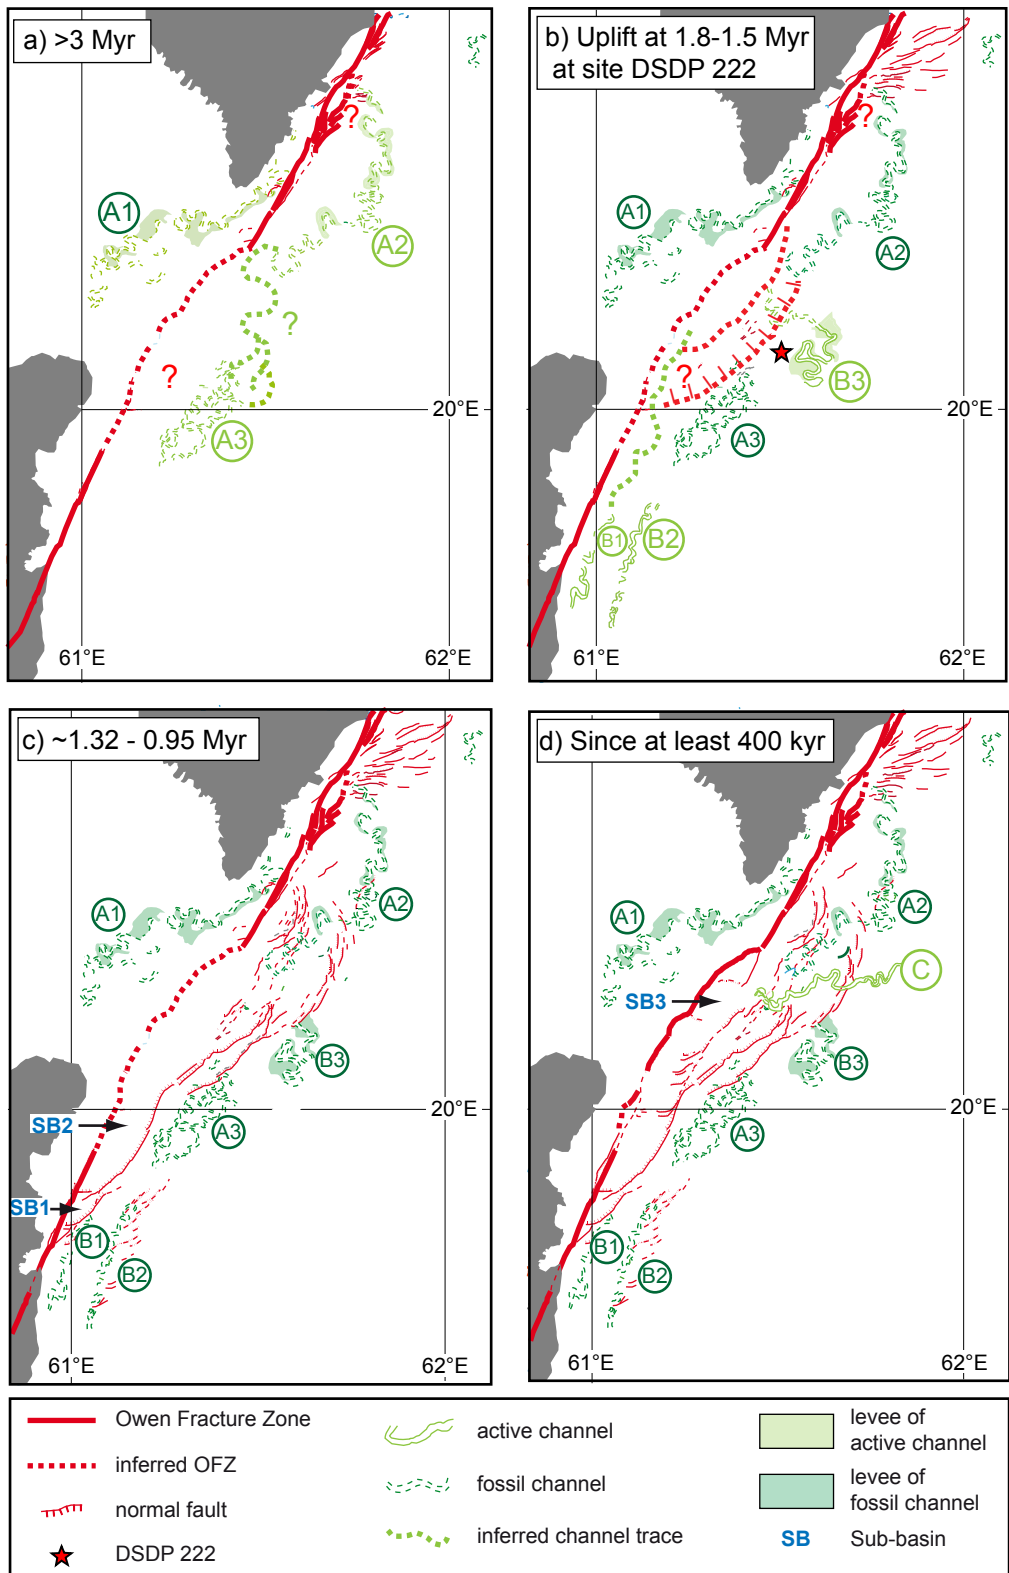 a) >3 Myr
?
A1
A2
?
?
A3
20°E
61°E
62°E
b) Uplift at 1.8-1.5 Myr
at site DSDP 222
?
A1
A2
?
B3
20°E
A3
B1
B2
61°E
62°E
c) ~1.32 - 0.95 Myr
A1
A2
B3
SB2
20°E
A3
SB1
B1
B2
61°E
62°E
d) Since at least 400 kyr
A1
A2
C
SB3
B3
20°E
A3
B1
B2
61°E
62°E
Owen Fracture Zone
inferred OFZ
normal fault
DSDP 222
active channel
fossil channel
inferred channel trace
levee of
active channel
levee of
fossil channel
SB
Sub-basin